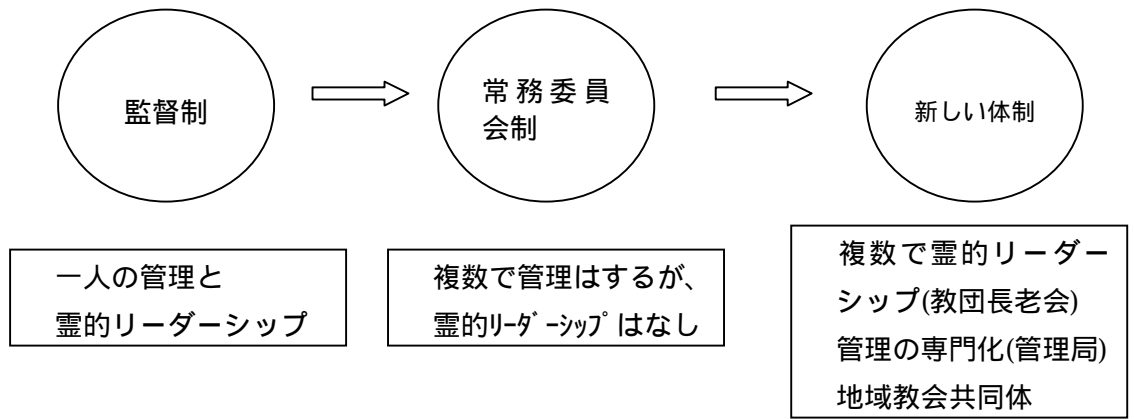 監督制
常務委員
会制
新しい体制
一人の管理と
霊的リーダーシップ
複数で管理はするが、
霊的ﾘｰﾀﾞｰｼｯﾌﾟはなし
複数で霊的リーダー
シップ(教団長老会)
管理の専門化(管理局)
地域教会共同体